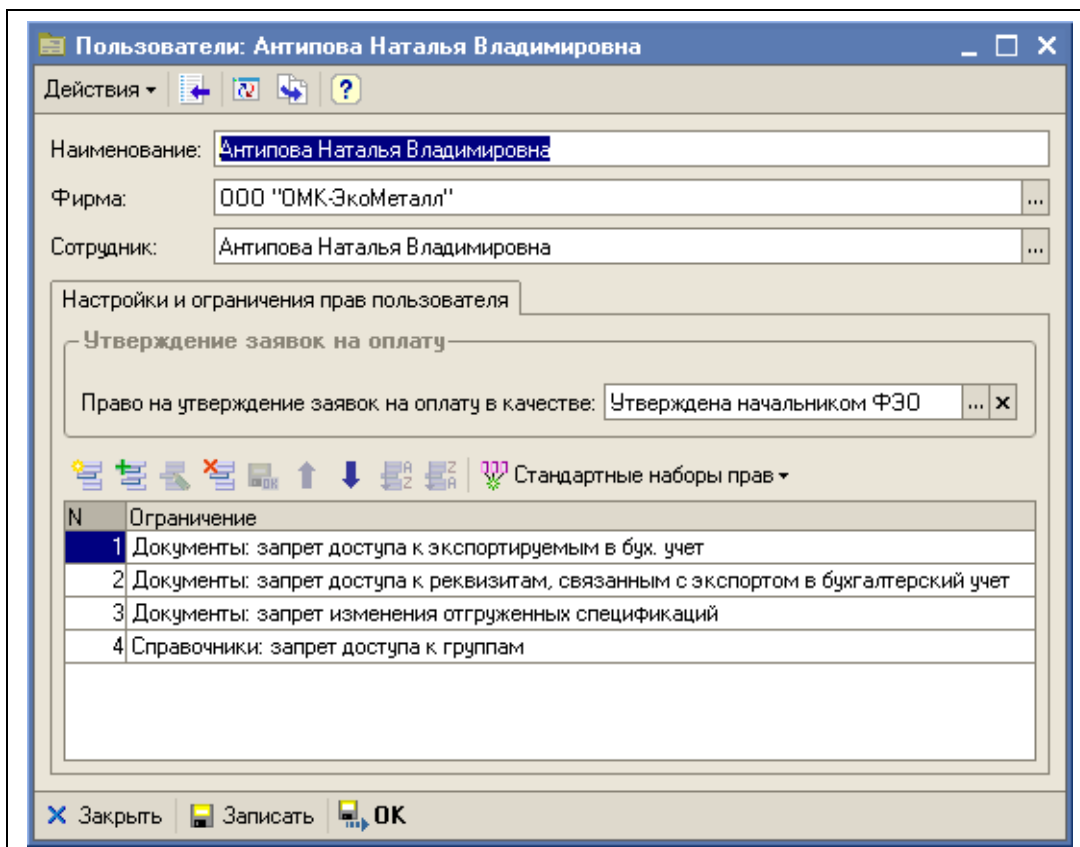 Пользователи: Антипова Наталья Владимировна
Действия
Наименование: Антипова Наталья Владимировна
Фирма: ООО "ОМК-ЭкоМеталл" ...
Сотрудник: Антипова Наталья Владимировна ...
Настройки и ограничения прав пользователя
Утверждение заявок на оплату
Право на утверждение заявок на оплату в качестве: Утверждена начальником ФЭО ... x
Стандартные наборы прав
N Ограничение
1 Документы: запрет доступа к экспортируемым в бух. учет
2 Документы: запрет доступа к реквизитам, связанным с экспортом в бухгалтерский учет
3 Документы: запрет изменения отгруженных спецификаций
4 Справочники: запрет доступа к группам
Закрыть Записать OK